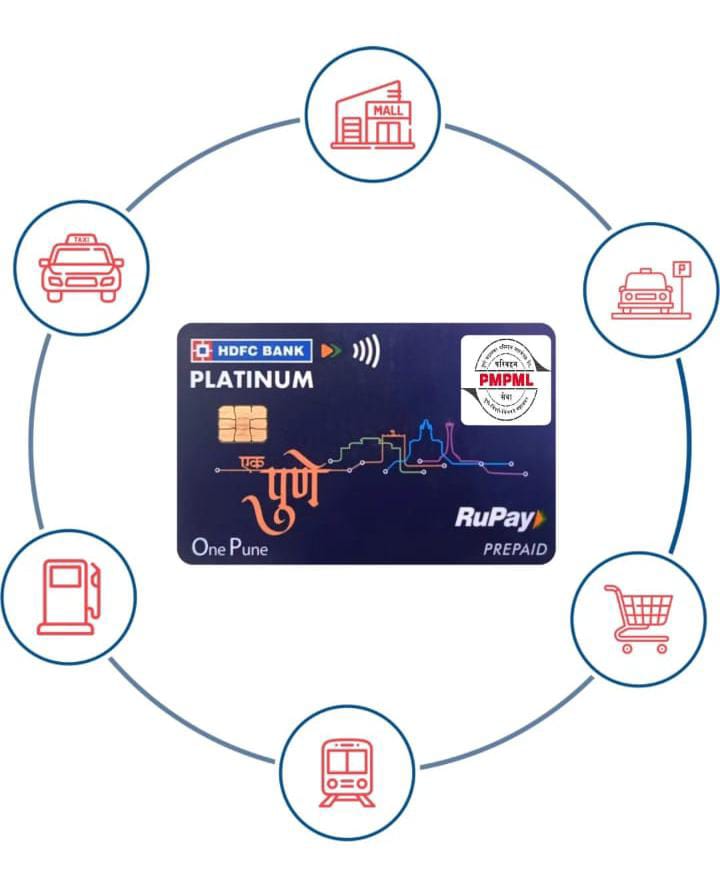 MALL
TAXI
P
HDFC BANK
PLATINUM
परिवहन
PMPML
सेवा
एक
पुणे
RuPay
One Pune
PREPAID